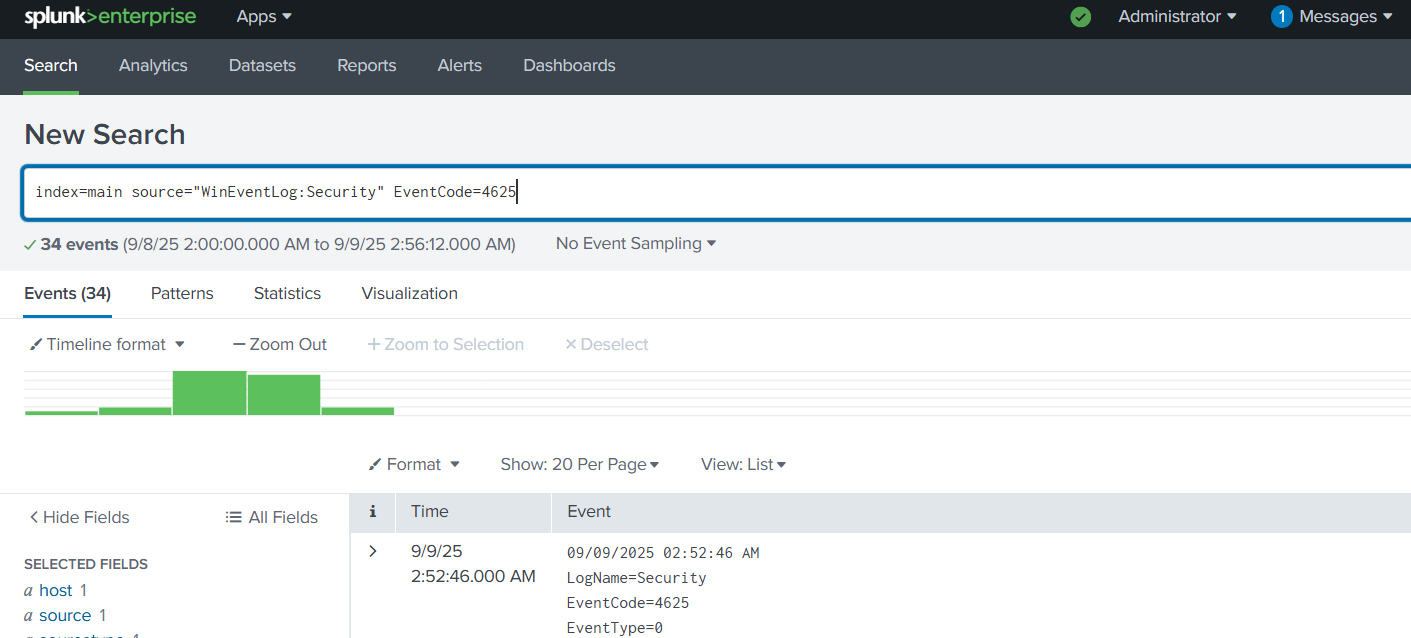 splunk>enterprise Apps Administrator 1 Messages
Search Analytics Datasets Reports Alerts Dashboards
New Search
index=main source="WinEventLog:Security" EventCode=4625
34 events (9/8/25 2:00:00.000 AM to 9/9/25 2:56:12.000 AM) No Event Sampling
Events (34) Patterns Statistics Visualization
Timeline format — Zoom Out + Zoom to Selection × Deselect
Format Show: 20 Per Page View: List
< Hide Fields All Fields i Time Event
SELECTED FIELDS
a host 1
a source 1
a sourcetype 1
> 9/9/25
2:52:46.000 AM
09/09/2025 02:52:46 AM
LogName=Security
EventCode=4625
EventType=0